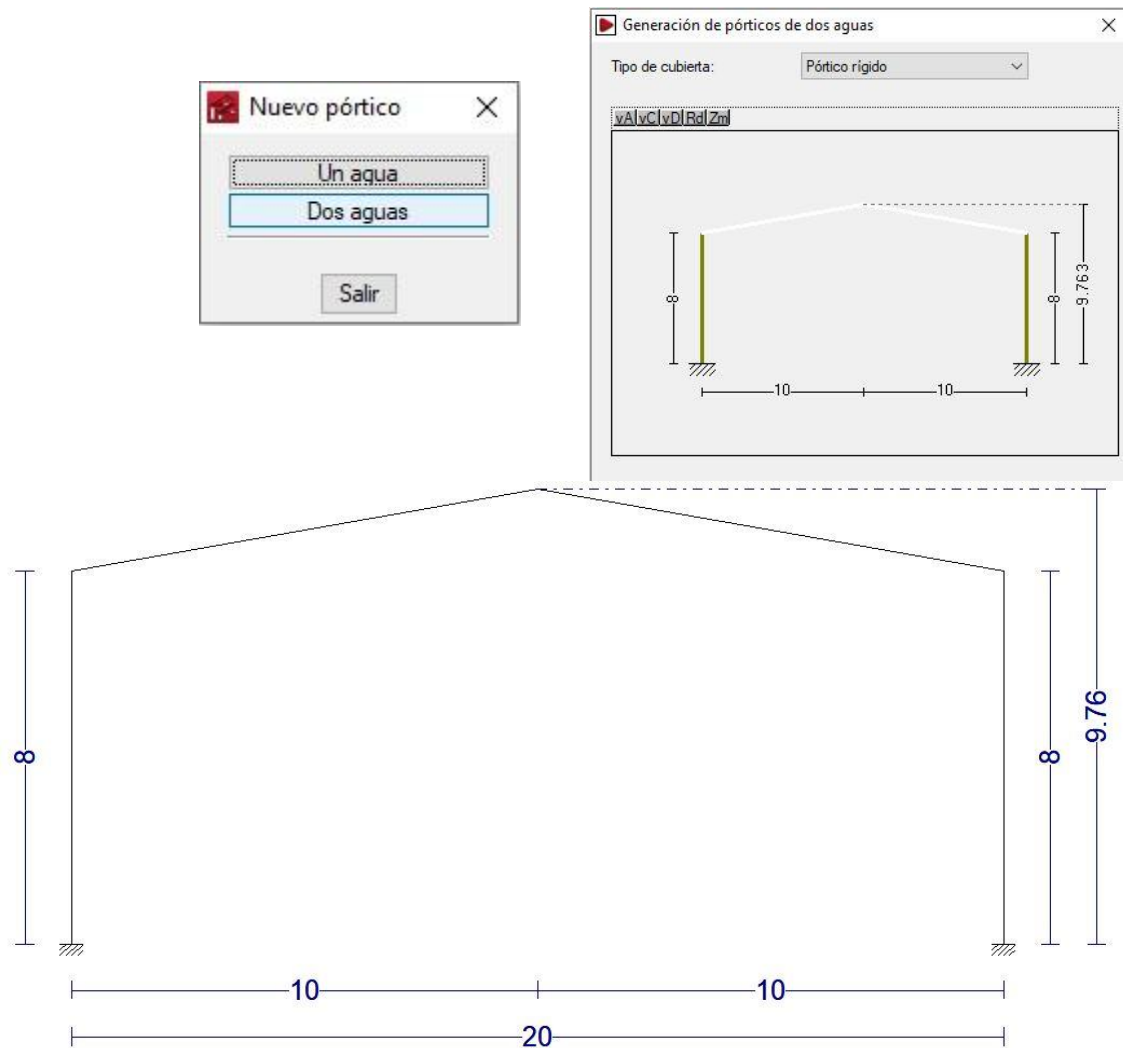 Generación de pórticos de dos aguas
Tipo de cubierta:
Pórtico rígido
Nuevo pórtico
Un agua
Dos aguas
Salir
vA vC vD Rd Zm
8
8
9.763
10
10
8
8
9.76
10
10
20